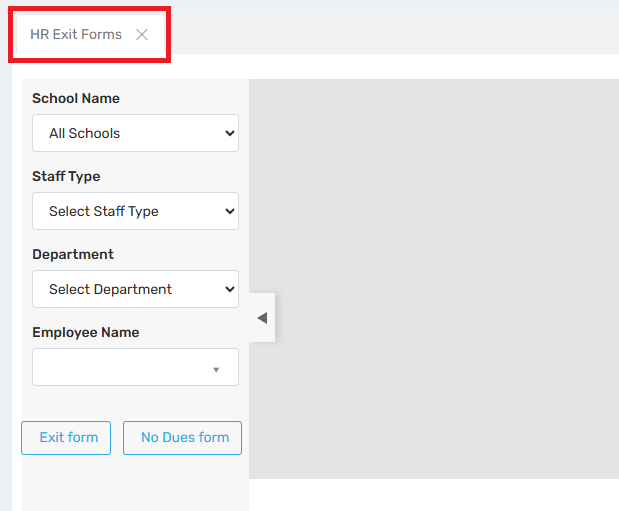 HR Exit Forms
School Name
All Schools
Staff Type
Select Staff Type
Department
Select Department
Employee Name
Exit form
No Dues form